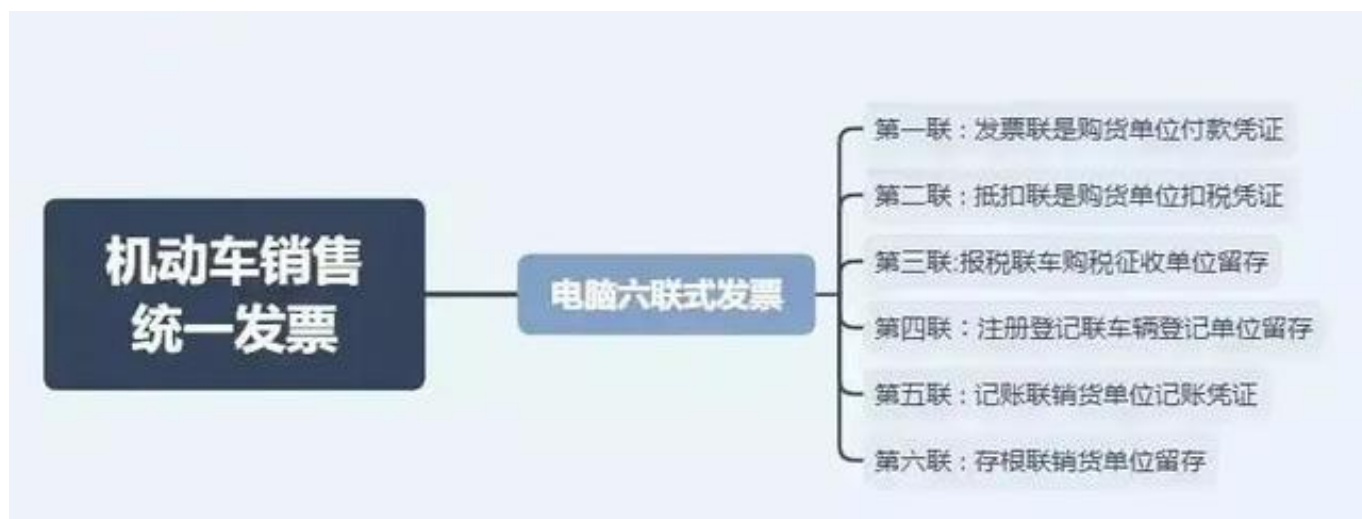 机动车销售
统一发票
电脑六联式发票
第一联：发票联是购货单位付款凭证
第二联：抵扣联是购货单位扣税凭证
第三联:报税联车购税征收单位留存
第四联：注册登记联车辆登记单位留存
第五联：记账联销货单位记账凭证
第六联：存根联销货单位留存